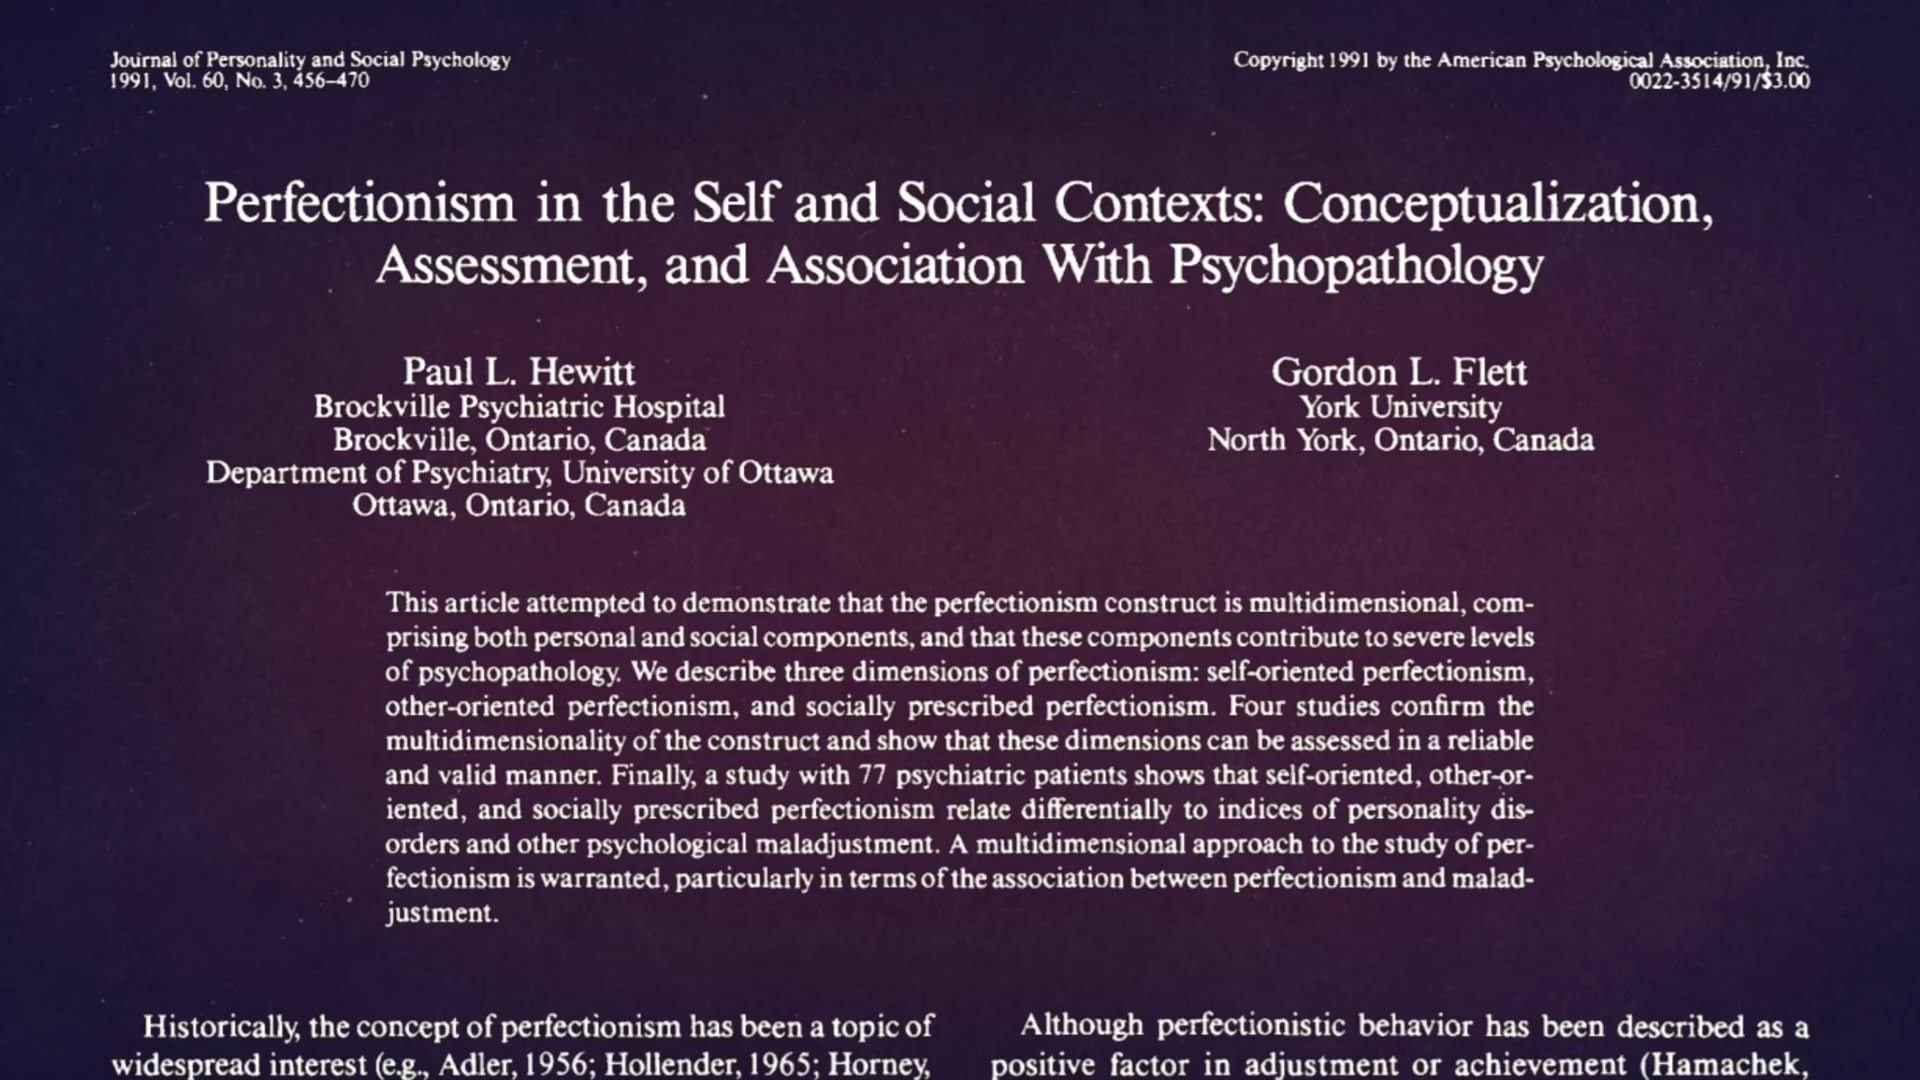 Journal of Personality and Social Psychology
1991, Vol. 60, No. 3, 456–470
Copyright 1991 by the American Psychological Association, Inc.
0022-3514/91/$3.00
Perfectionism in the Self and Social Contexts: Conceptualization,
Assessment, and Association With Psychopathology
Paul L. Hewitt
Brockville Psychiatric Hospital
Brockville, Ontario, Canada
Department of Psychiatry, University of Ottawa
Ottawa, Ontario, Canada
Gordon L. Flett
York University
North York, Ontario, Canada
This article attempted to demonstrate that the perfectionism construct is multidimensional, com-
prising both personal and social components, and that these components contribute to severe levels
of psychopathology. We describe three dimensions of perfectionism: self-oriented perfectionism,
other-oriented perfectionism, and socially prescribed perfectionism. Four studies confirm the
multidimensionality of the construct and show that these dimensions can be assessed in a reliable
and valid manner. Finally, a study with 77 psychiatric patients shows that self-oriented, other-or-
iented, and socially prescribed perfectionism relate differentially to indices of personality dis-
orders and other psychological maladjustment. A multidimensional approach to the study of per-
fectionism is warranted, particularly in terms of the association between perfectionism and malad-
justment.
Historically, the concept of perfectionism has been a topic of
widespread interest (e.g., Adler, 1956; Hollender, 1965; Horney,
Although perfectionistic behavior has been described as a
positive factor in adjustment or achievement (Hamachek,